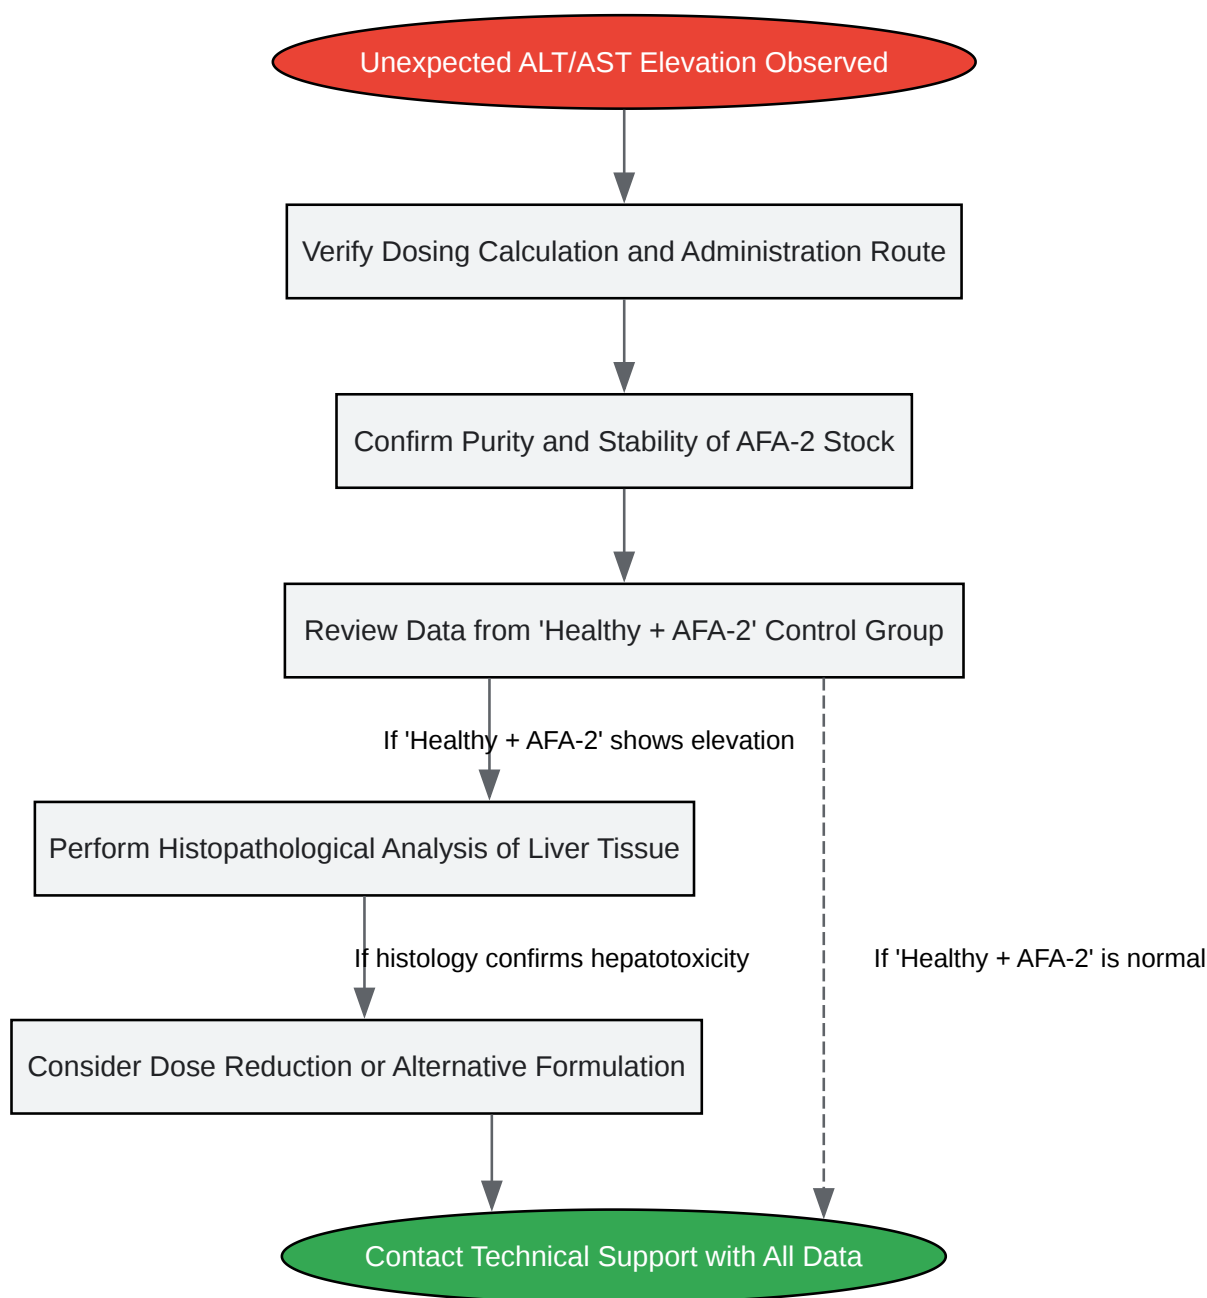 Unexpected ALT/AST Elevation Observed
Verify Dosing Calculation and Administration Route
Confirm Purity and Stability of AFA-2 Stock
Review Data from 'Healthy + AFA-2' Control Group
If 'Healthy + AFA-2' shows elevation
Perform Histopathological Analysis of Liver Tissue
If histology confirms hepatotoxicity
If 'Healthy + AFA-2' is normal
Consider Dose Reduction or Alternative Formulation
Contact Technical Support with All Data